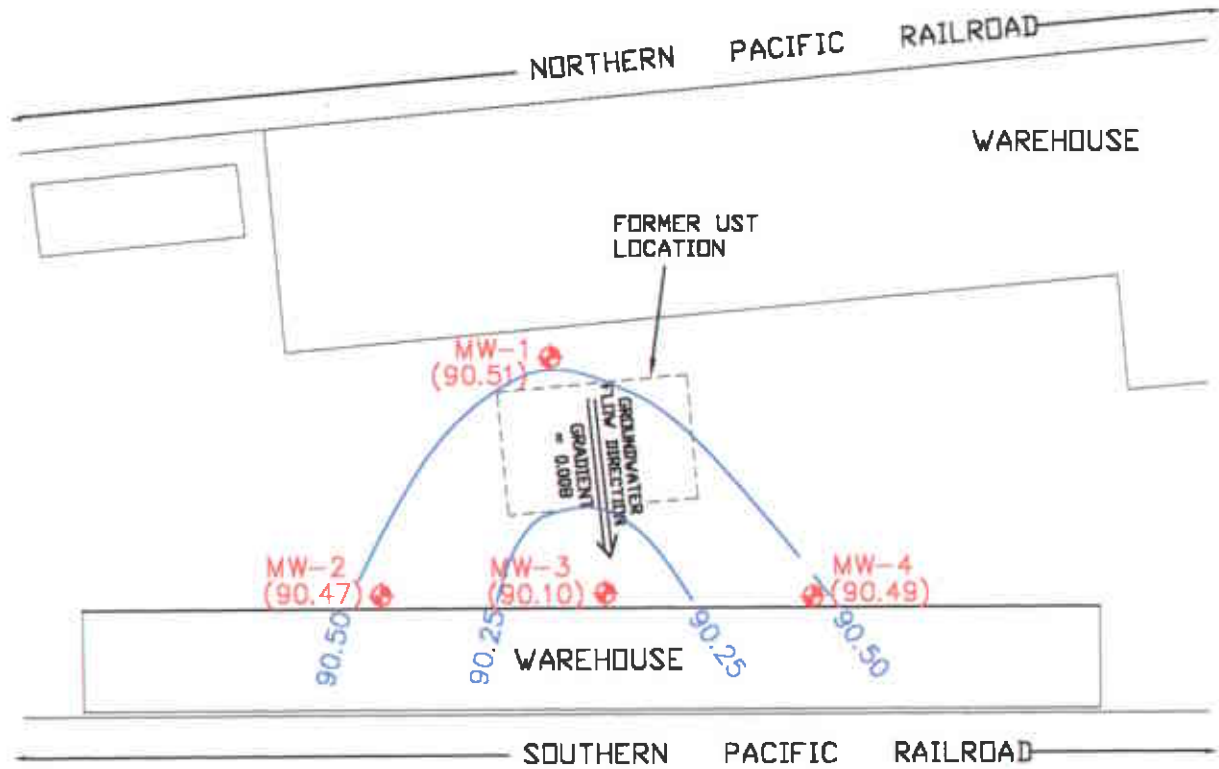 NORTHERN PACIFIC RAILROAD
WAREHOUSE
FORMER UST
LOCATION
MW-1
(90.51)
GROUNDWATER
FLOW DIRECTION
GRADIENT
= 0.008
MW-2
(90.47)
MW-3
(90.10)
MW-4
(90.49)
90.50
90.25
WAREHOUSE
90.25
90.50
SOUTHERN PACIFIC RAILROAD